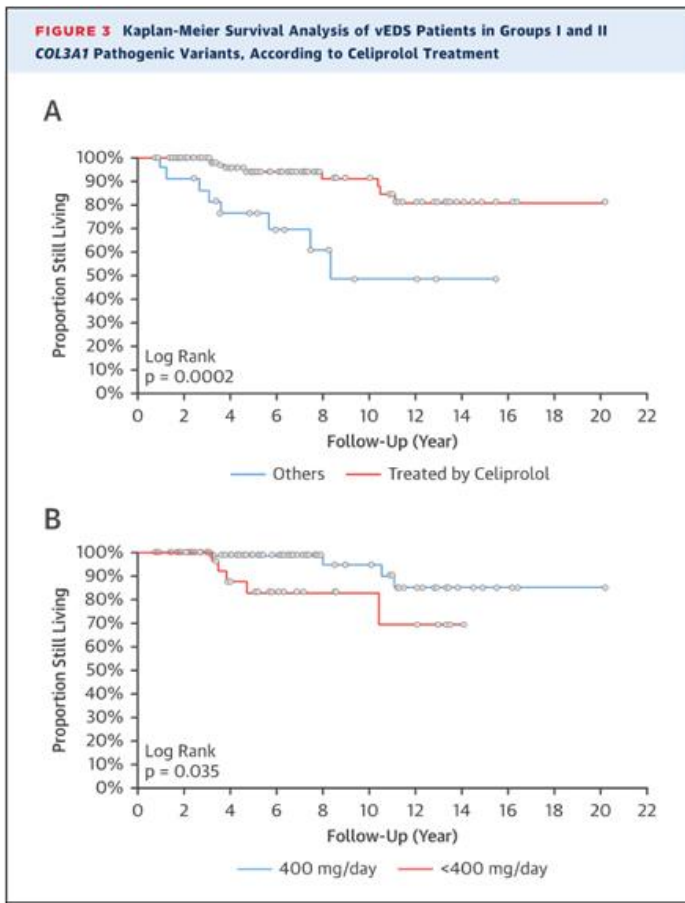 FIGURE 3 Kaplan-Meier Survival Analysis of vEDS Patients in Groups I and II
COL3A1 Pathogenic Variants, According to Celiprolol Treatment
A
Proportion Still Living
100%
90%
80%
70%
60%
50%
40%
30%
20%
10%
0%
Log Rank
p = 0.0002
0 2 4 6 8 10 12 14 16 18 20 22
Follow-Up (Year)
Others Treated by Celiprolol
B
Proportion Still Living
100%
90%
80%
70%
60%
50%
40%
30%
20%
10%
0%
Log Rank
p = 0.035
0 2 4 6 8 10 12 14 16 18 20 22
Follow-Up (Year)
400 mg/day <400 mg/day